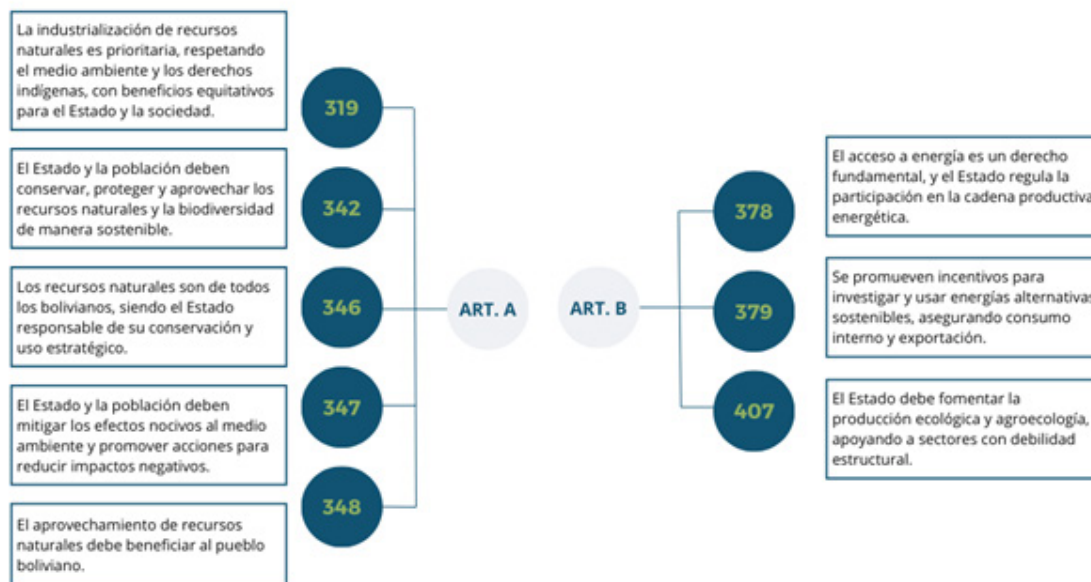 La industrialización de recursos
naturales es prioritaria, respetando
el medio ambiente y los derechos
indígenas, con beneficios equitativos
para el Estado y la sociedad.
319
El Estado y la población deben
conservar, proteger y aprovechar los
recursos naturales y la biodiversidad
de manera sostenible.
342
Los recursos naturales son de todos
los bolivianos, siendo el Estado
responsable de su conservación y
uso estratégico.
346
El Estado y la población deben
mitigar los efectos nocivos al medio
ambiente y promover acciones para
reducir impactos negativos.
347
El aprovechamiento de recursos
naturales debe beneficiar al pueblo
boliviano.
348
ART. A
ART. B
378
El acceso a energía es un derecho
fundamental, y el Estado regula la
participación en la cadena productiva
energética.
379
Se promueven incentivos para
investigar y usar energías alternativas
sostenibles, asegurando consumo
interno y exportación.
407
El Estado debe fomentar la
producción ecológica y agroecología,
apoyando a sectores con debilidad
estructural.